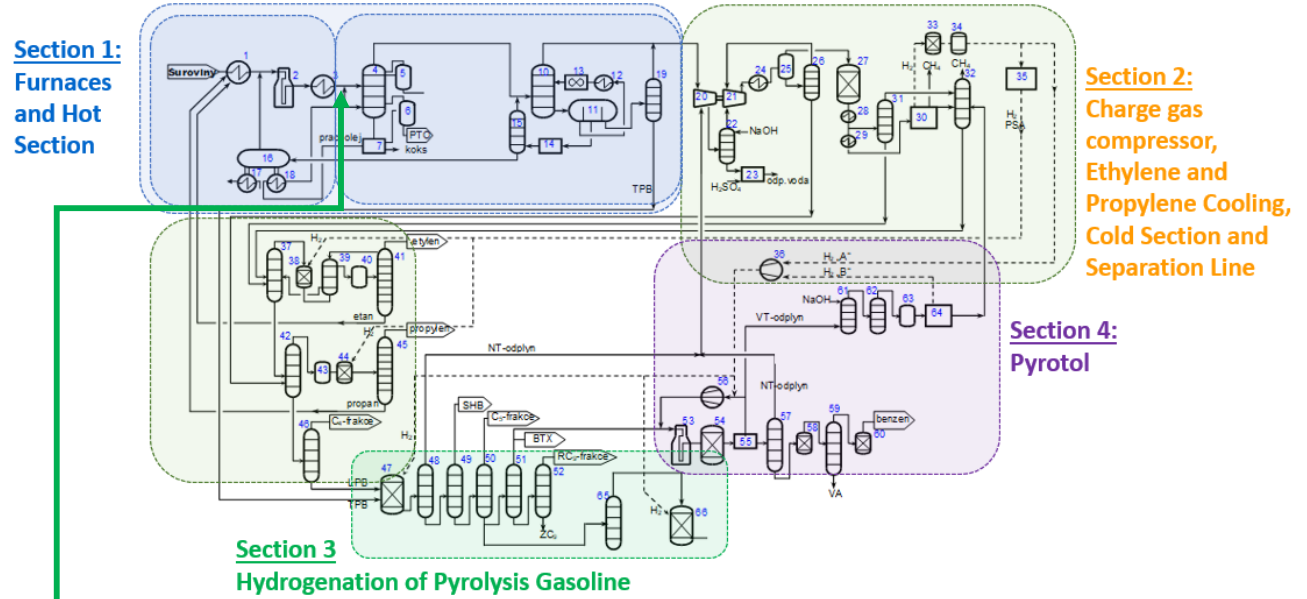 Section 1:
Furnaces
and Hot
Section
Suroviny
1
2
3
4
5
6
7
PTO
koks
10
11
12
13
14
15
16
17
18
19
TPB
20
21
22
NaOH
23
H₂SO₄
odp.voda
24
25
26
27
28
29
30
31
32
33
34
35
H₂
CH₄
CH₄
H₂
Section 2:
Charge gas
compressor,
Ethylene and
Propylene Cooling,
Cold Section and
Separation Line
36
H₂
37
38
39
40
41
etylen
etan
42
43
44
45
H₂
propylen
propan
46
C₄-frakce
NT-odplyn
VT-odplyn
NT-odplyn
NaOH
61
62
63
64
Section 4:
Pyrotol
SHB
C₅-frakce
BTX
RC₉-frakce
H₂
47
48
49
50
51
52
TPB
ZC₉
53
54
55
56
57
58
59
60
benzen
VA
65
66
H₂
Section 3
Hydrogenation of Pyrolysis Gasoline